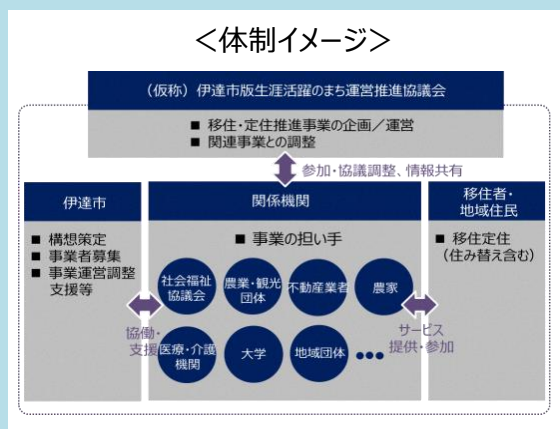 ＜体制イメージ＞
（仮称）伊達市版生涯活躍のまち運営推進協議会
■ 移住・定住推進事業の企画／運営
■ 関連事業との調整
参加・協議調整、情報共有
伊達市
■ 構想策定
■ 事業者募集
■ 事業運営調整
支援等
協働・
支援
関係機関
■ 事業の担い手
社会福祉
協議会
農業・観光
団体
不動産業者
農家
医療・介護
機関
大学
地域団体
•••
サービス
提供・参加
移住者・
地域住民
■ 移住定住
（住み替え含む）